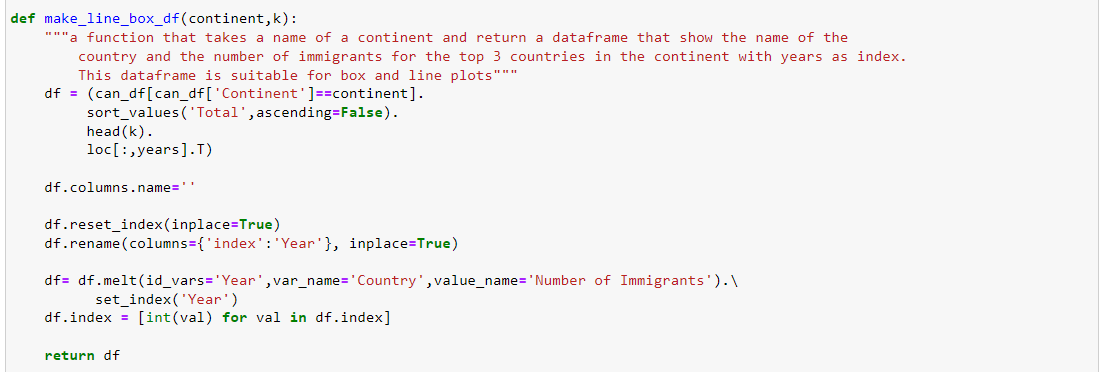 def make_line_box_df(continent,k):
    """a function that takes a name of a continent and return a dataframe that show the name of the
        country and the number of immigrants for the top 3 countries in the continent with years as index.
        This dataframe is suitable for box and line plots"""
    df = (can_df[can_df['Continent']==continent].
         sort_values('Total',ascending=False).
         head(k).
         loc[:,years].T)
    df.columns.name=''
    df.reset_index(inplace=True)
    df.rename(columns={'index':'Year'}, inplace=True)
    df= df.melt(id_vars='Year',var_name='Country',value_name='Number of Immigrants').\
          set_index('Year')
    df.index = [int(val) for val in df.index]
    return df